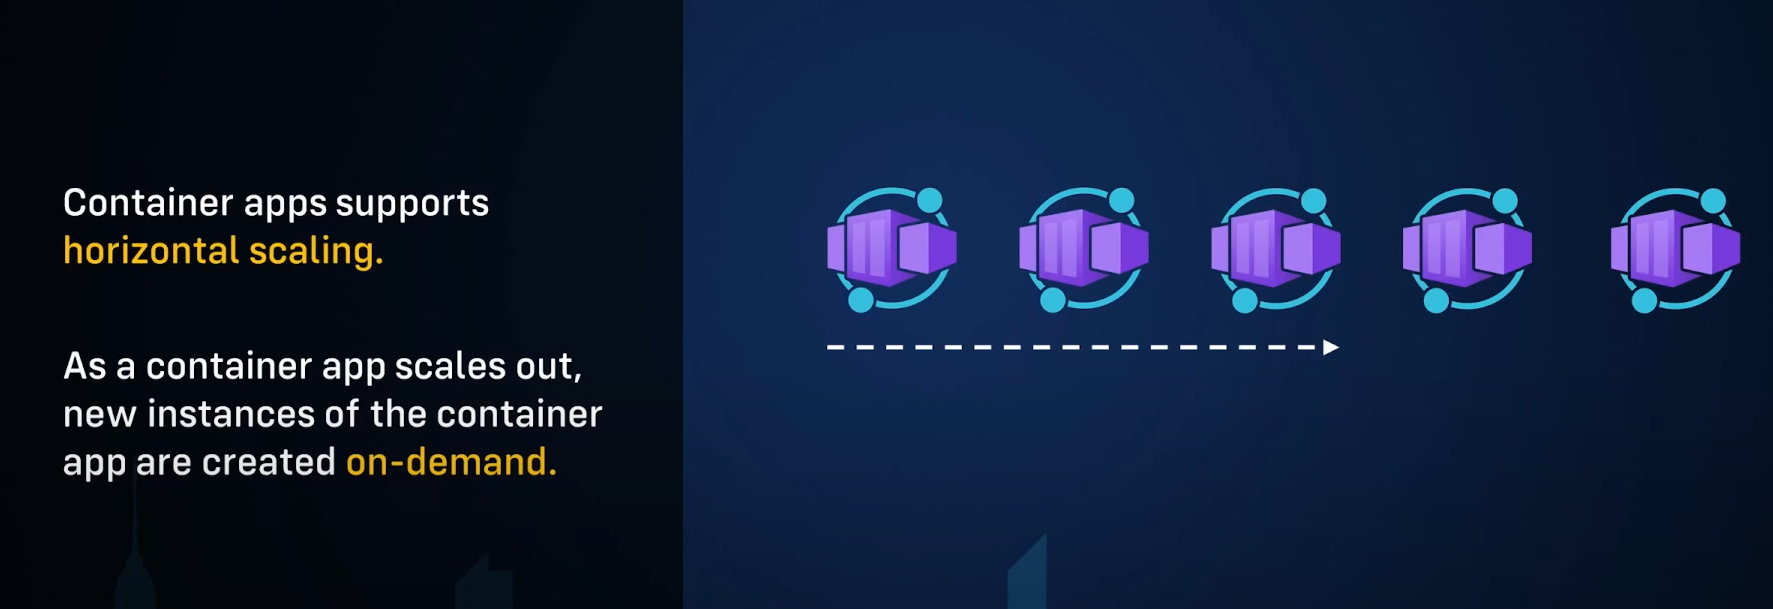 Container apps supports
horizontal scaling.
As a container app scales out,
new instances of the container
app are created on-demand.